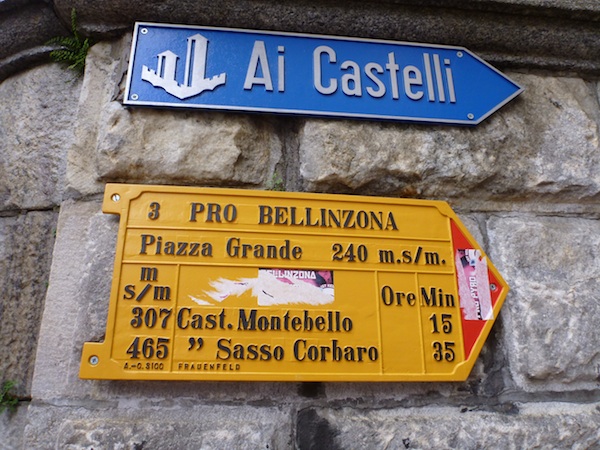 Ai Castelli
3 PRO BELLINZONA
Piazza Grande 240 m.s/m.
m
s/m
BELLINZONA
Ore Min
307 Cast. Montebello 15
465 " Sasso Corbaro 35
A.-G. 3100 FRAUENFELD